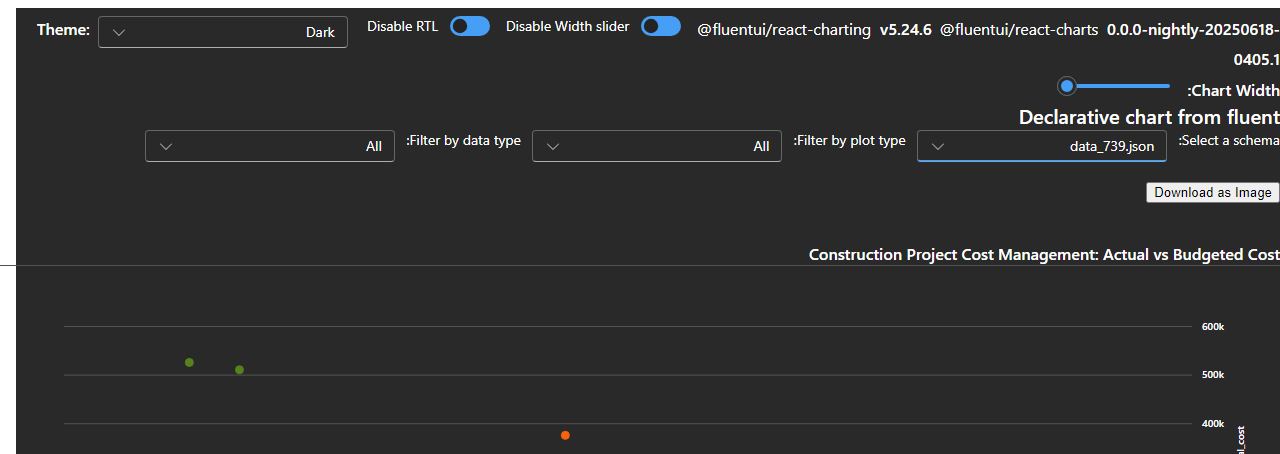 Theme: Dark Disable RTL Disable Width slider @fluentui/react-charting v5.24.6 @fluentui/react-charts 0.0.0-nightly-20250618-
0405.1
:Chart Width
Declarative chart from fluent
:Select a schema data_739.json :Filter by plot type All :Filter by data type All
Download as Image
Construction Project Cost Management: Actual vs Budgeted Cost
600k
500k
400k